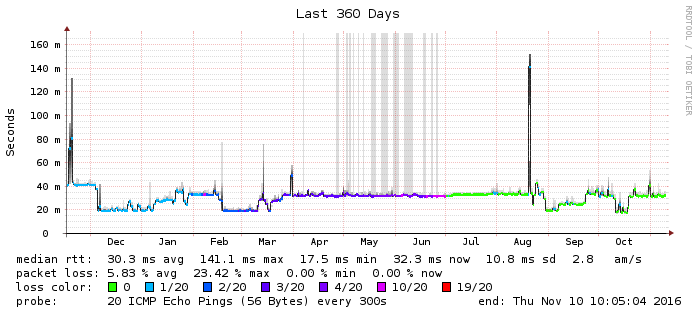 Last 360 Days
RRDTOOL / TOBI OETIKER
Seconds
160 m
140 m
120 m
100 m
80 m
60 m
40 m
20 m
0
Dec Jan Feb Mar Apr May Jun Jul Aug Sep Oct
median rtt: 30.3 ms avg 141.1 ms max 17.5 ms min 32.3 ms now 10.8 ms sd 2.8 am/s
packet loss: 5.83 % avg 23.42 % max 0.00 % min 0.00 % now
loss color: 0 1/20 2/20 3/20 4/20 10/20 19/20
probe: 20 ICMP Echo Pings (56 Bytes) every 300s end: Thu Nov 10 10:05:04 2016